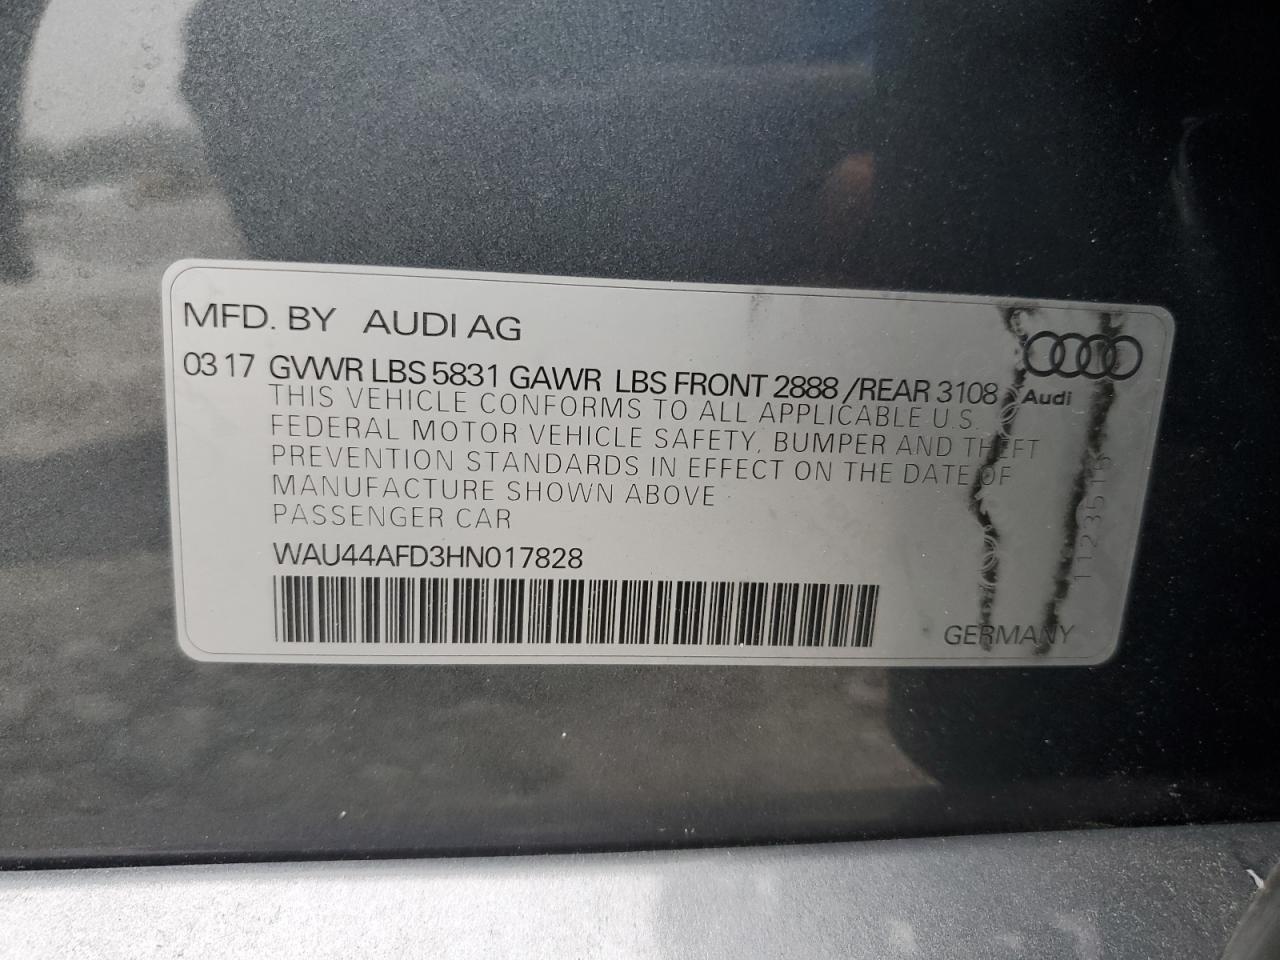 MFD. BY AUDI AG
03 17 GVWR LBS 5831 GAWR LBS FRONT 2888 /REAR 3108
Audi
THIS VEHICLE CONFORMS TO ALL APPLICABLE U.S.
FEDERAL MOTOR VEHICLE SAFETY, BUMPER AND THEFT
PREVENTION STANDARDS IN EFFECT ON THE DATE OF
MANUFACTURE SHOWN ABOVE
PASSENGER CAR
WAU44AFD3HN017828
GERMANY